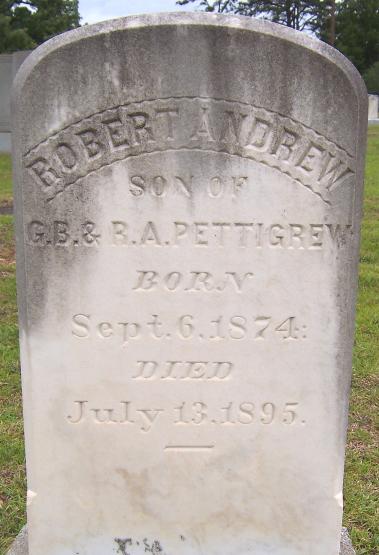 ROBERT ANDREW
SON OF
G.B. & R.A. PETTIGREW
BORN
Sept. 6, 1874:
DIED
July 13, 1895.